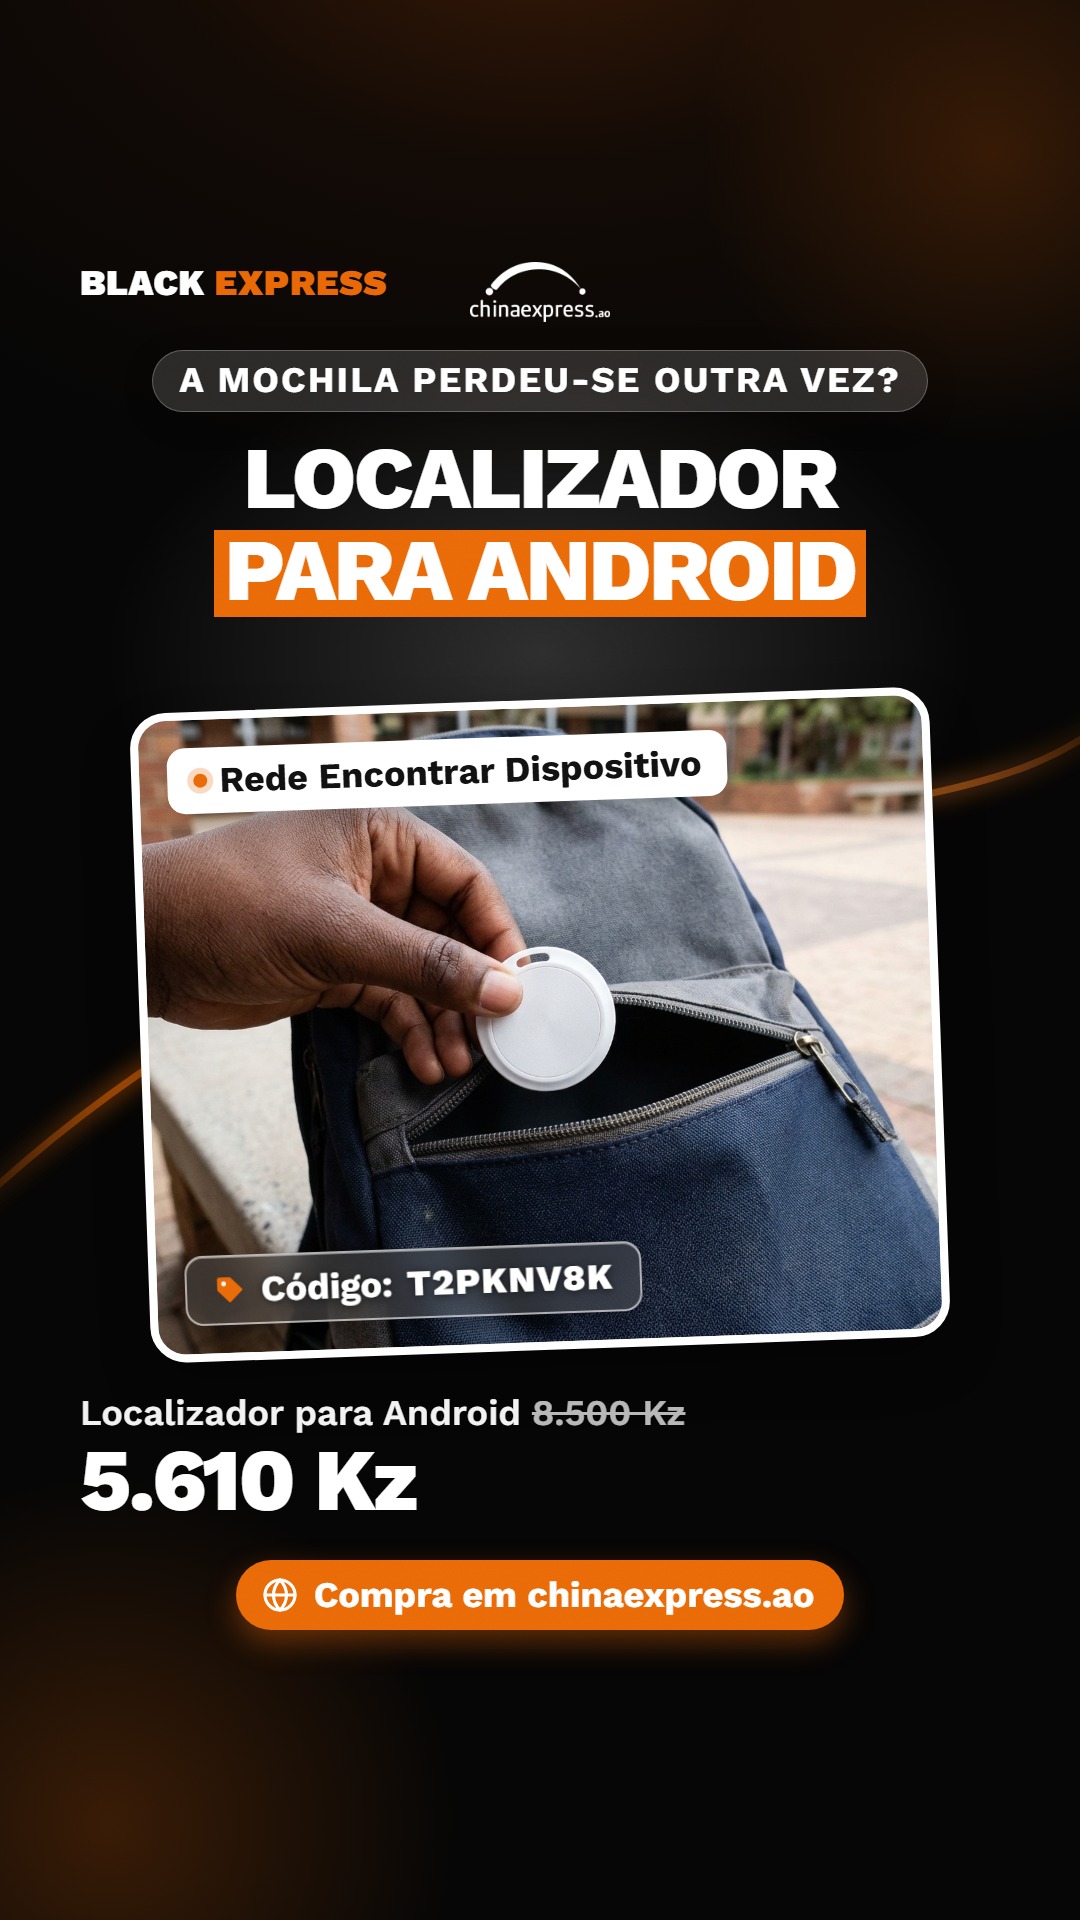 BLACK EXPRESS
chinaexpress.ao
A MOCHILA PERDEU-SE OUTRA VEZ?
LOCALIZADOR
PARA ANDROID
Rede Encontrar Dispositivo
Código: T2PKNV8K
Localizador para Android 8.500 Kz
5.610 Kz
Compra em chinaexpress.ao